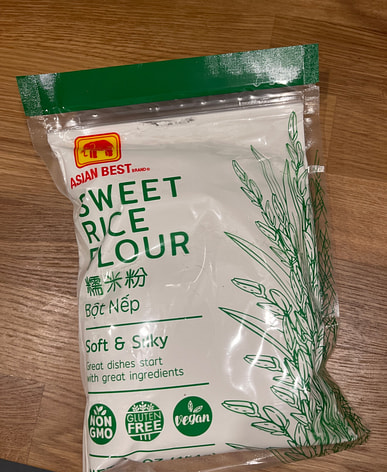 ASIAN BEST BRAND®
SWEET
RICE
FLOUR
糯米粉
Bột Nếp
Soft & Silky
Great dishes start
with great ingredients
NON GMO
GLUTEN FREE
vegan